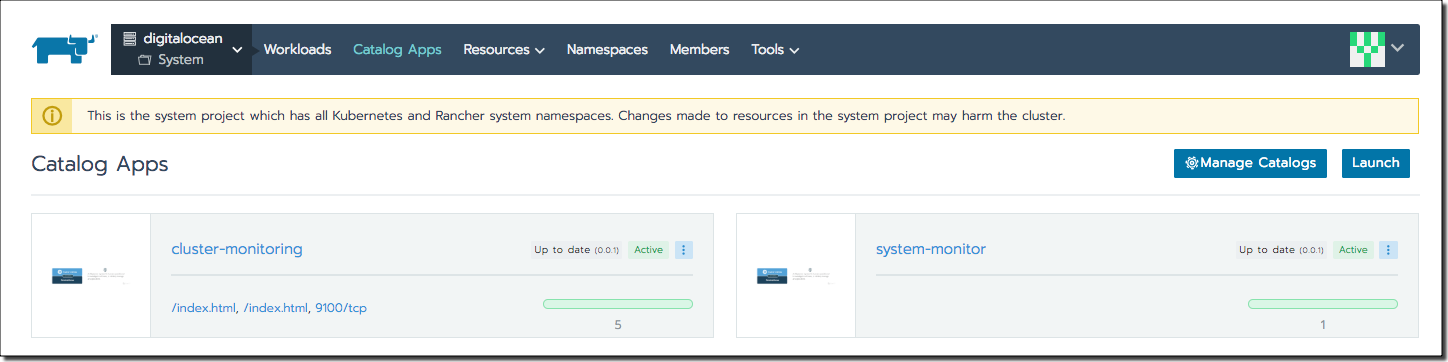 digitalocean
System
Workloads
Catalog Apps
Resources
Namespaces
Members
Tools
This is the system project which has all Kubernetes and Rancher system namespaces. Changes made to resources in the system project may harm the cluster.
Catalog Apps
Manage Catalogs
Launch
cluster-monitoring
Up to date (0.0.1)
Active
/index.html, /index.html, 9100/tcp
5
system-monitor
Up to date (0.0.1)
Active
1